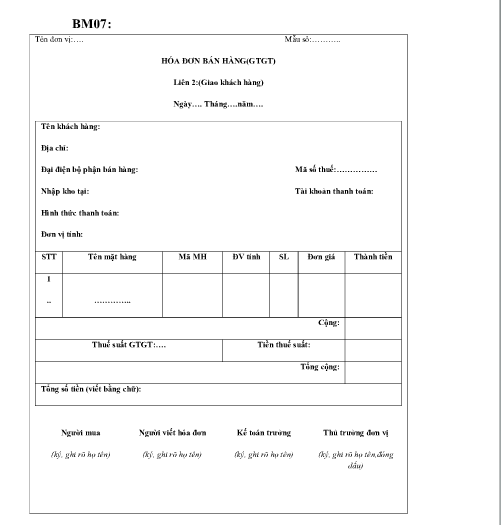 BM07:
Tên đơn vị:…. Mẫu số:………..
HÓA ĐƠN BÁN HÀNG(GTGT)
Liên 2:(Giao khách hàng)
Ngày…. Tháng….năm….
Tên khách hàng:
Địa chỉ:
Đại diện bộ phận bán hàng: Mã số thuế:……………
Nhập kho tại: Tài khoản thanh toán:
Hình thức thanh toán:
Đơn vị tính:
STT Tên mặt hàng Mã MH ĐV tính SL Đơn giá Thành tiền
1
.. …………..
Cộng:
Thuế suất GTGT:…. Tiền thuế suất:
Tổng cộng:
Tổng số tiền (viết bằng chữ):
Người mua Người viết hóa đơn Kế toán trưởng Thủ trưởng đơn vị
(ký, ghi rõ họ tên) (ký, ghi rõ họ tên) (ký, ghi rõ họ tên) (ký, ghi rõ họ tên,đóng
dấu)